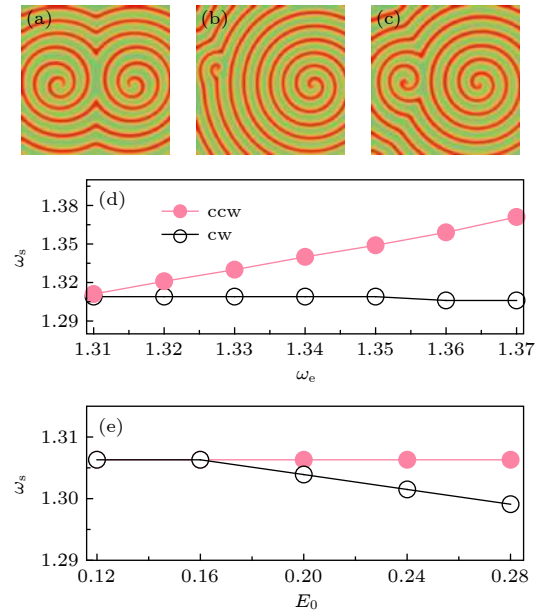 (a) (b) (c)
(d)
ccw
cw
1.38
1.35
1.32
1.29
ωs
1.31 1.32 1.33 1.34 1.35 1.36 1.37
ωe
(e)
1.31
1.30
1.29
ωs
0.12 0.16 0.20 0.24 0.28
E0